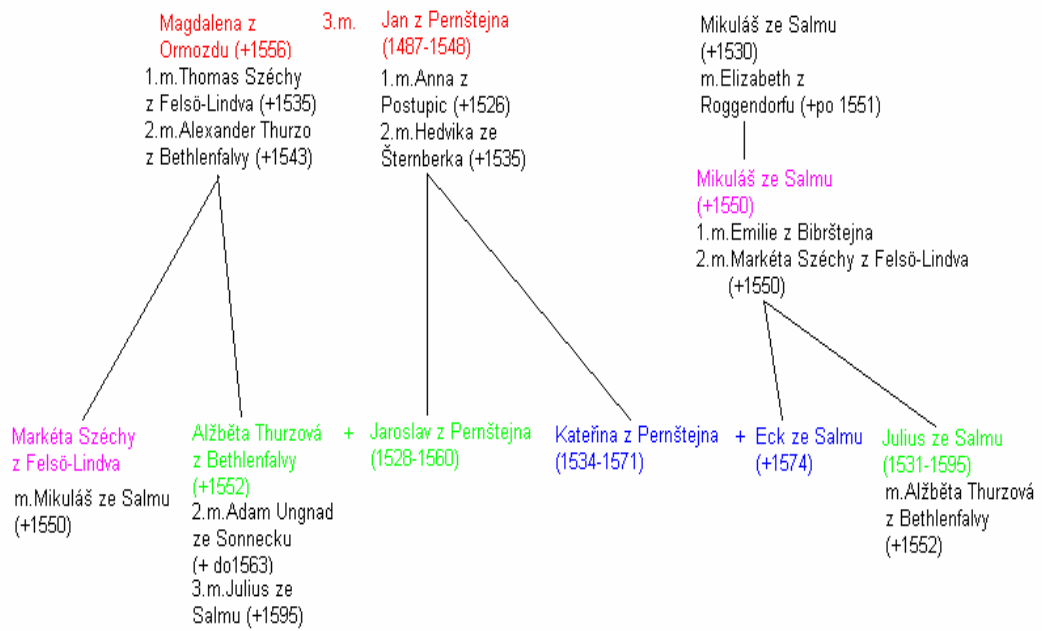 Magdalena z
Ormozdu (+1556)
1.m.Thomas Széchy
z Felsö-Lindva (+1535)
2.m.Alexander Thurzo
z Bethlenfalvy (+1543)
3.m.
Jan z Pernštejna
(1487-1548)
1.m.Anna z
Postupic (+1526)
2.m.Hedvika ze
Šternberka (+1535)
Mikuláš ze Salmu
(+1530)
m.Elizabeth z
Roggendorfu (+po 1551)
Mikuláš ze Salmu
(+1550)
1.m.Emilie z Bibrštejna
2.m.Markéta Széchy z Felsö-Lindva
(+1550)
Markéta Széchy
z Felsö-Lindva
m.Mikuláš ze Salmu
(+1550)
Alžběta Thurzová
z Bethlenfalvy
(+1552)
2.m.Adam Ungnad
ze Sonnecku
(+ do1563)
3.m.Julius ze
Salmu (+1595)
+
Jaroslav z Pernštejna
(1528-1560)
Kateřina z Pernštejna
(1534-1571)
+
Eck ze Salmu
(+1574)
Julius ze Salmu
(1531-1595)
m.Alžběta Thurzová
z Bethlenfalvy
(+1552)